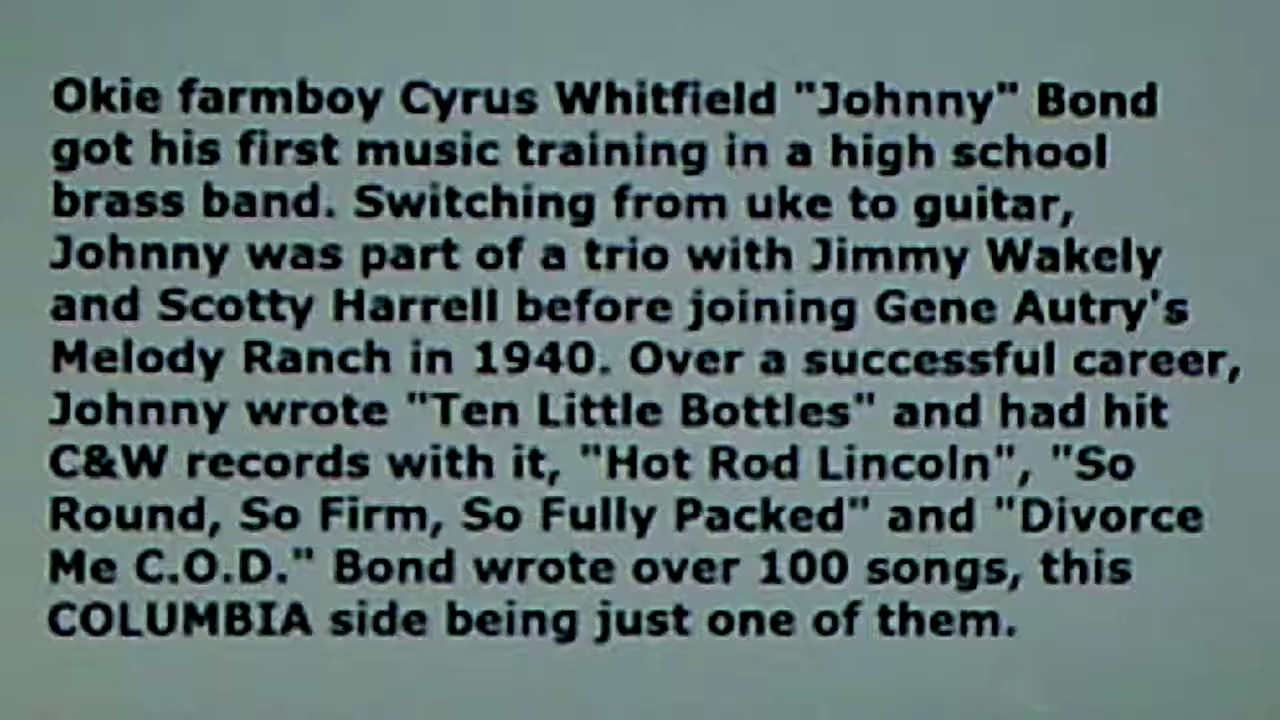 Okie farmboy Cyrus Whitfield "Johnny" Bond
got his first music training in a high school
brass band. Switching from uke to guitar,
Johnny was part of a trio with Jimmy Wakely
and Scotty Harrell before joining Gene Autry's
Melody Ranch in 1940. Over a successful career,
Johnny wrote "Ten Little Bottles" and had hit
C&W records with it, "Hot Rod Lincoln", "So
Round, So Firm, So Fully Packed" and "Divorce
Me C.O.D." Bond wrote over 100 songs, this
COLUMBIA side being just one of them.